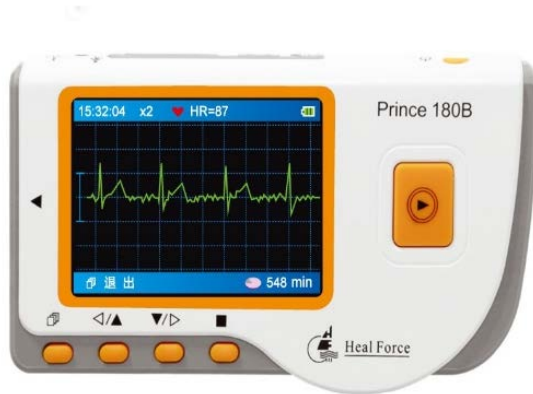 15:32:04 x2 HR=87
Prince 180B
退出 548 min
Heal Force